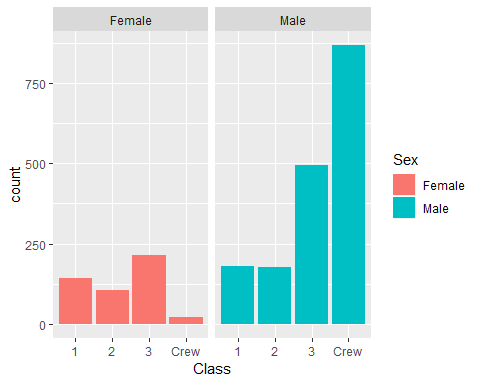 Female Male
count
750
500
250
0
1 2 3 Crew 1 2 3 Crew
Class
Sex
Female
Male